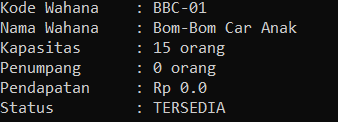 Kode Wahana     : BBC-01
Nama Wahana     : Bom-Bom Car Anak
Kapasitas       : 15 orang
Penumpang       : 0 orang
Pendapatan      : Rp 0.0
Status          : TERSEDIA